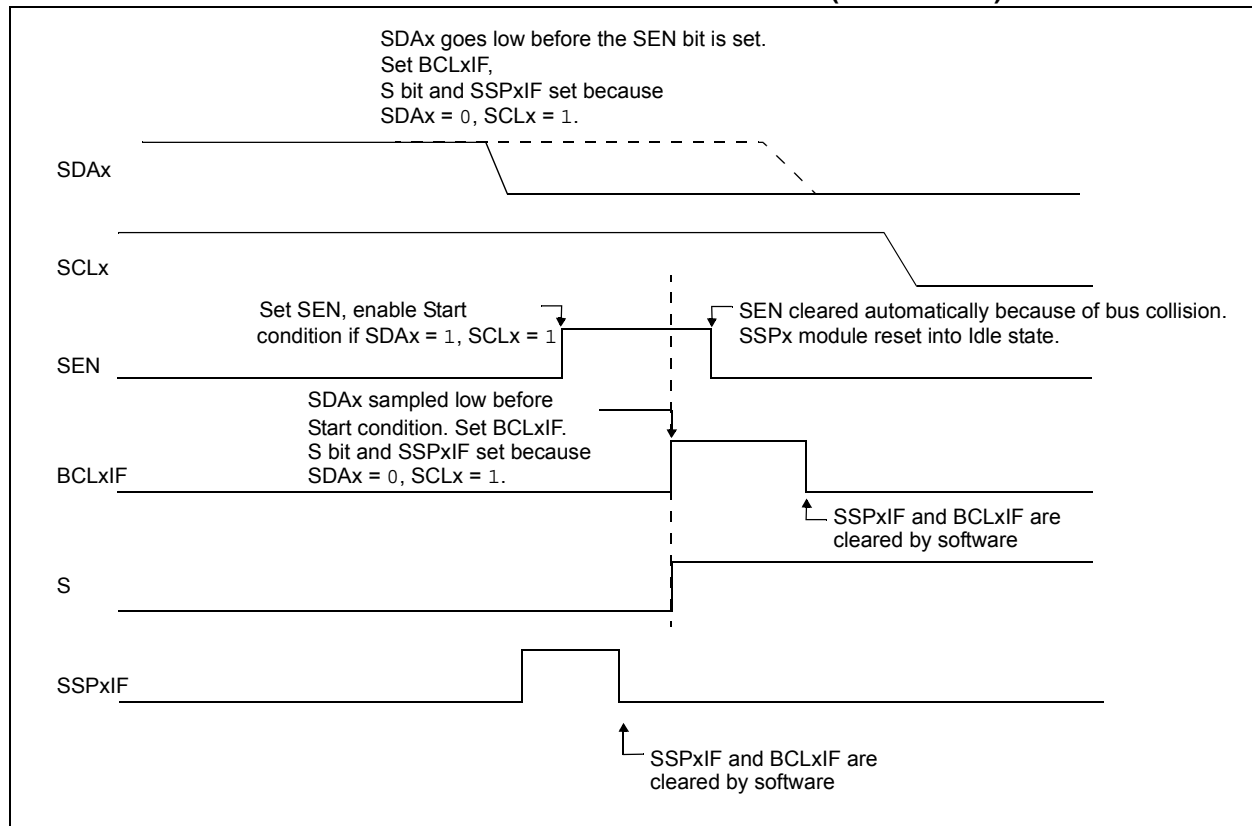 SDAx goes low before the SEN bit is set.
Set BCLxIF,
S bit and SSPxIF set because
SDAx = 0, SCLx = 1.
SDAx
SCLx
Set SEN, enable Start
condition if SDAx = 1, SCLx = 1
SEN cleared automatically because of bus collision.
SSPx module reset into Idle state.
SEN
SDAx sampled low before
Start condition. Set BCLxIF.
S bit and SSPxIF set because
SDAx = 0, SCLx = 1.
BCLxIF
SSPxIF and BCLxIF are
cleared by software
S
SSPxIF
SSPxIF and BCLxIF are
cleared by software